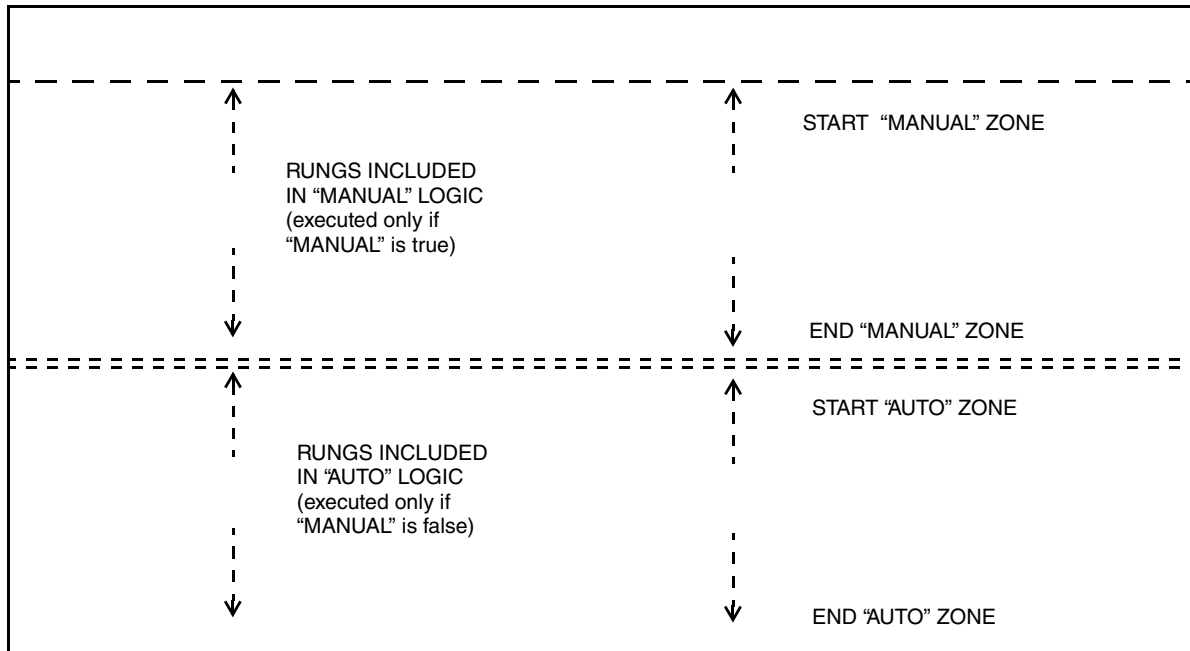 START “MANUAL” ZONE
RUNGS INCLUDED
IN “MANUAL” LOGIC
(executed only if
“MANUAL” is true)
END “MANUAL” ZONE
START “AUTO” ZONE
RUNGS INCLUDED
IN “AUTO” LOGIC
(executed only if
“MANUAL” is false)
END “AUTO” ZONE